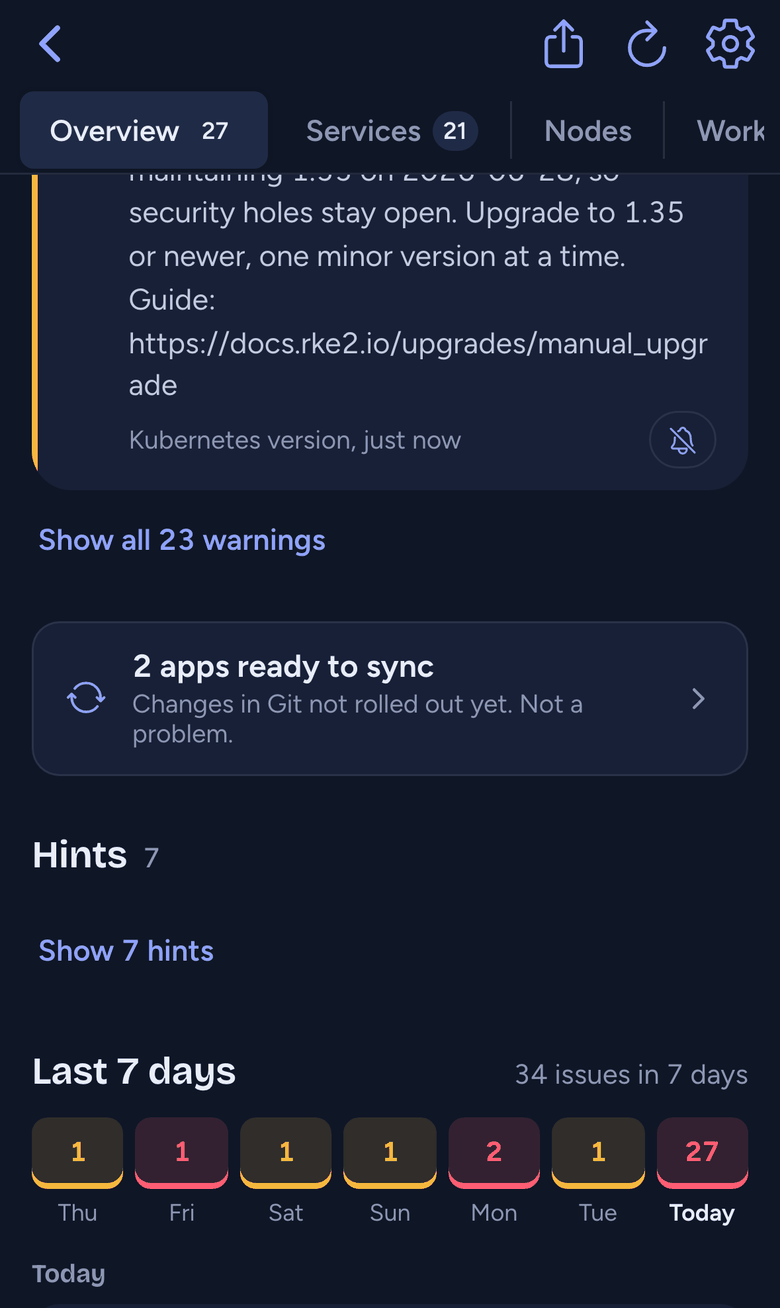 Overview 27
Services 21
Nodes
Work
security holes stay open. Upgrade to 1.35
or newer, one minor version at a time.
Guide:
https://docs.rke2.io/upgrades/manual_upgr
ade
Kubernetes version, just now
Show all 23 warnings
2 apps ready to sync
Changes in Git not rolled out yet. Not a
problem.
Hints 7
Show 7 hints
Last 7 days
34 issues in 7 days
1 1 1 1 2 1 27
Thu Fri Sat Sun Mon Tue Today
Today